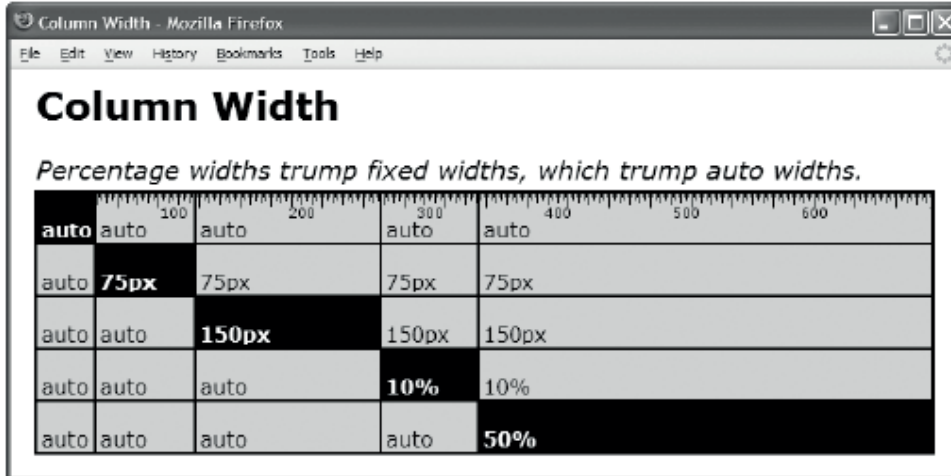 Column Width - Mozilla Firefox
File Edit View History Bookmarks Tools Help
Column Width
Percentage widths trump fixed widths, which trump auto widths.
100 200 300 400 500 600
auto auto auto auto auto
auto 75px 75px 75px 75px
auto auto 150px 150px 150px
auto auto auto 10% 10%
auto auto auto auto 50%